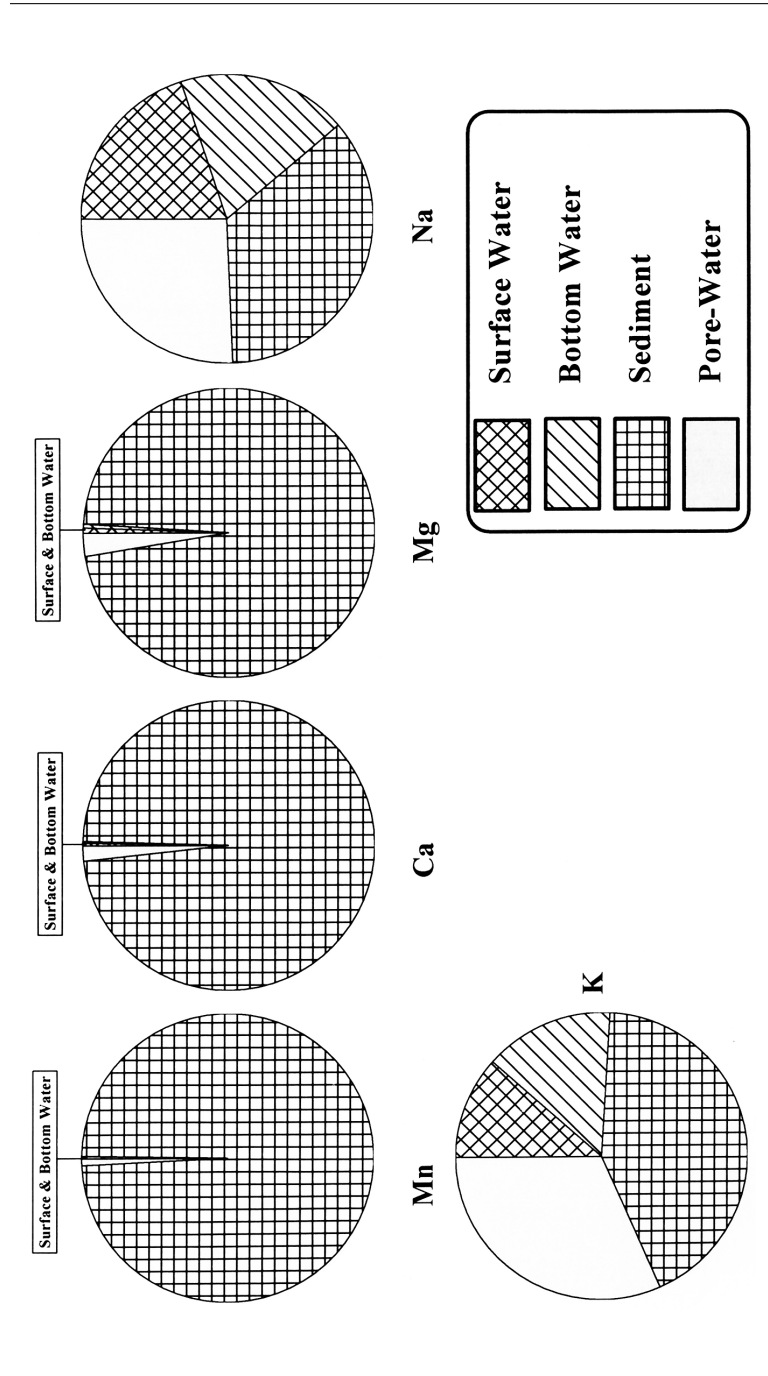 Surface & Bottom Water
Surface & Bottom Water
Surface & Bottom Water
Mn
Ca
Mg
Na
K
Surface Water
Bottom Water
Sediment
Pore-Water